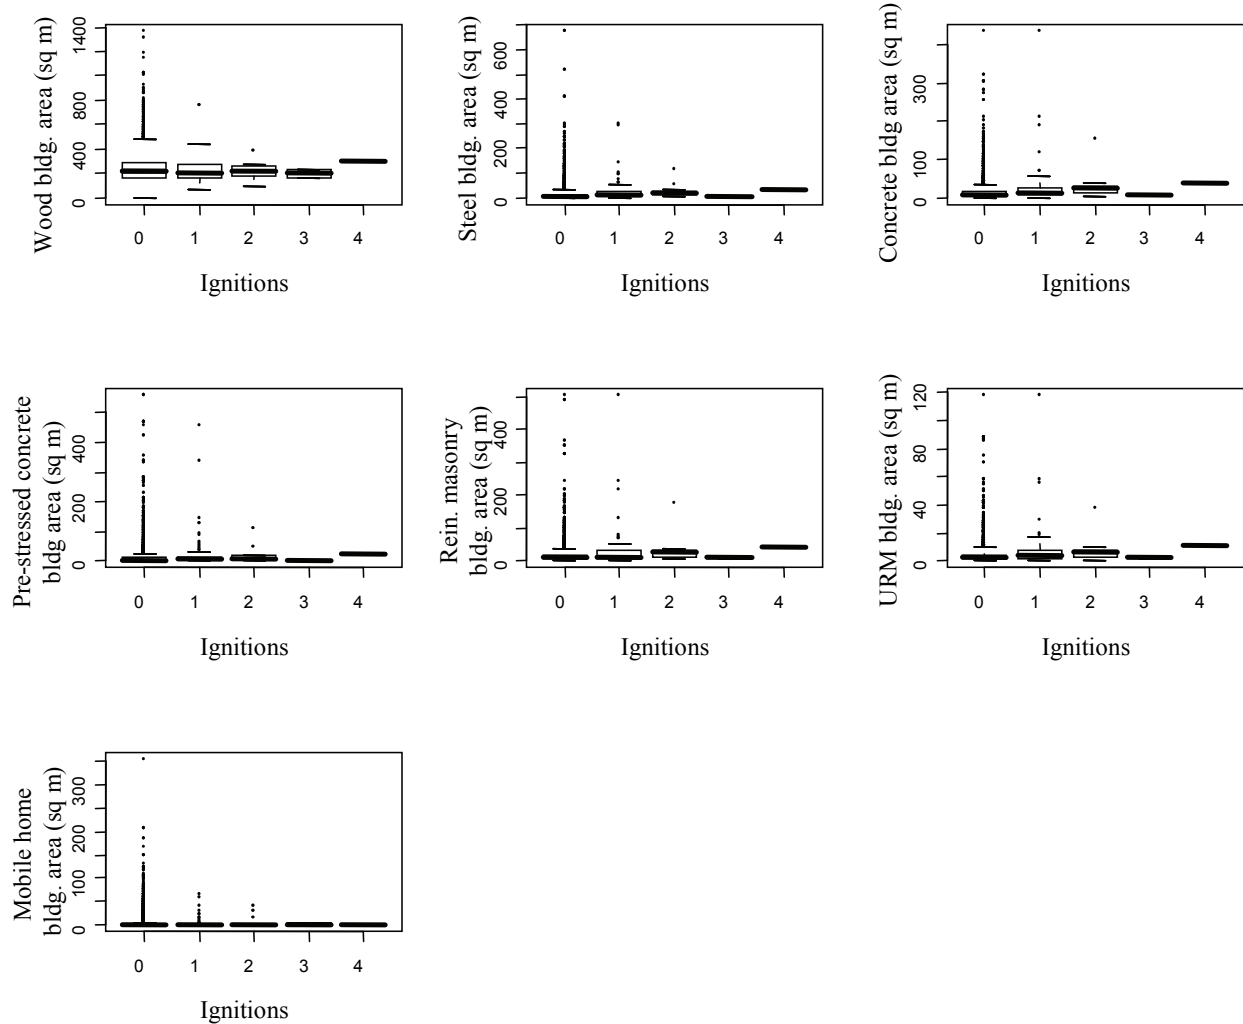 Wood bldg. area (sq m)
1400
800
400
0
0 1 2 3 4
Ignitions
Steel bldg. area (sq m)
600
400
200
0
0 1 2 3 4
Ignitions
Concrete bldg area (sq m)
300
100
0
0 1 2 3 4
Ignitions
Pre-stressed concrete
bldg area (sq m)
400
200
0
0 1 2 3 4
Ignitions
Rein. masonry
bldg. area (sq m)
400
200
0
0 1 2 3 4
Ignitions
URM bldg. area (sq m)
120
80
40
0
0 1 2 3 4
Ignitions
Mobile home
bldg. area (sq m)
300
200
100
0
0 1 2 3 4
Ignitions